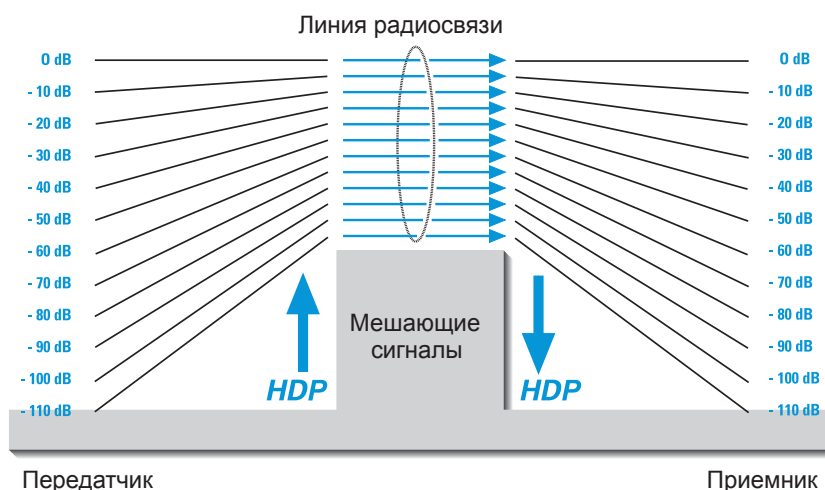 Линия радиосвязи
0 dB
- 10 dB
- 20 dB
- 30 dB
- 40 dB
- 50 dB
- 60 dB
- 70 dB
- 80 dB
- 90 dB
- 100 dB
- 110 dB
HDP
Мешающие
сигналы
HDP
0 dB
- 10 dB
- 20 dB
- 30 dB
- 40 dB
- 50 dB
- 60 dB
- 70 dB
- 80 dB
- 90 dB
- 100 dB
- 110 dB
Передатчик
Приемник